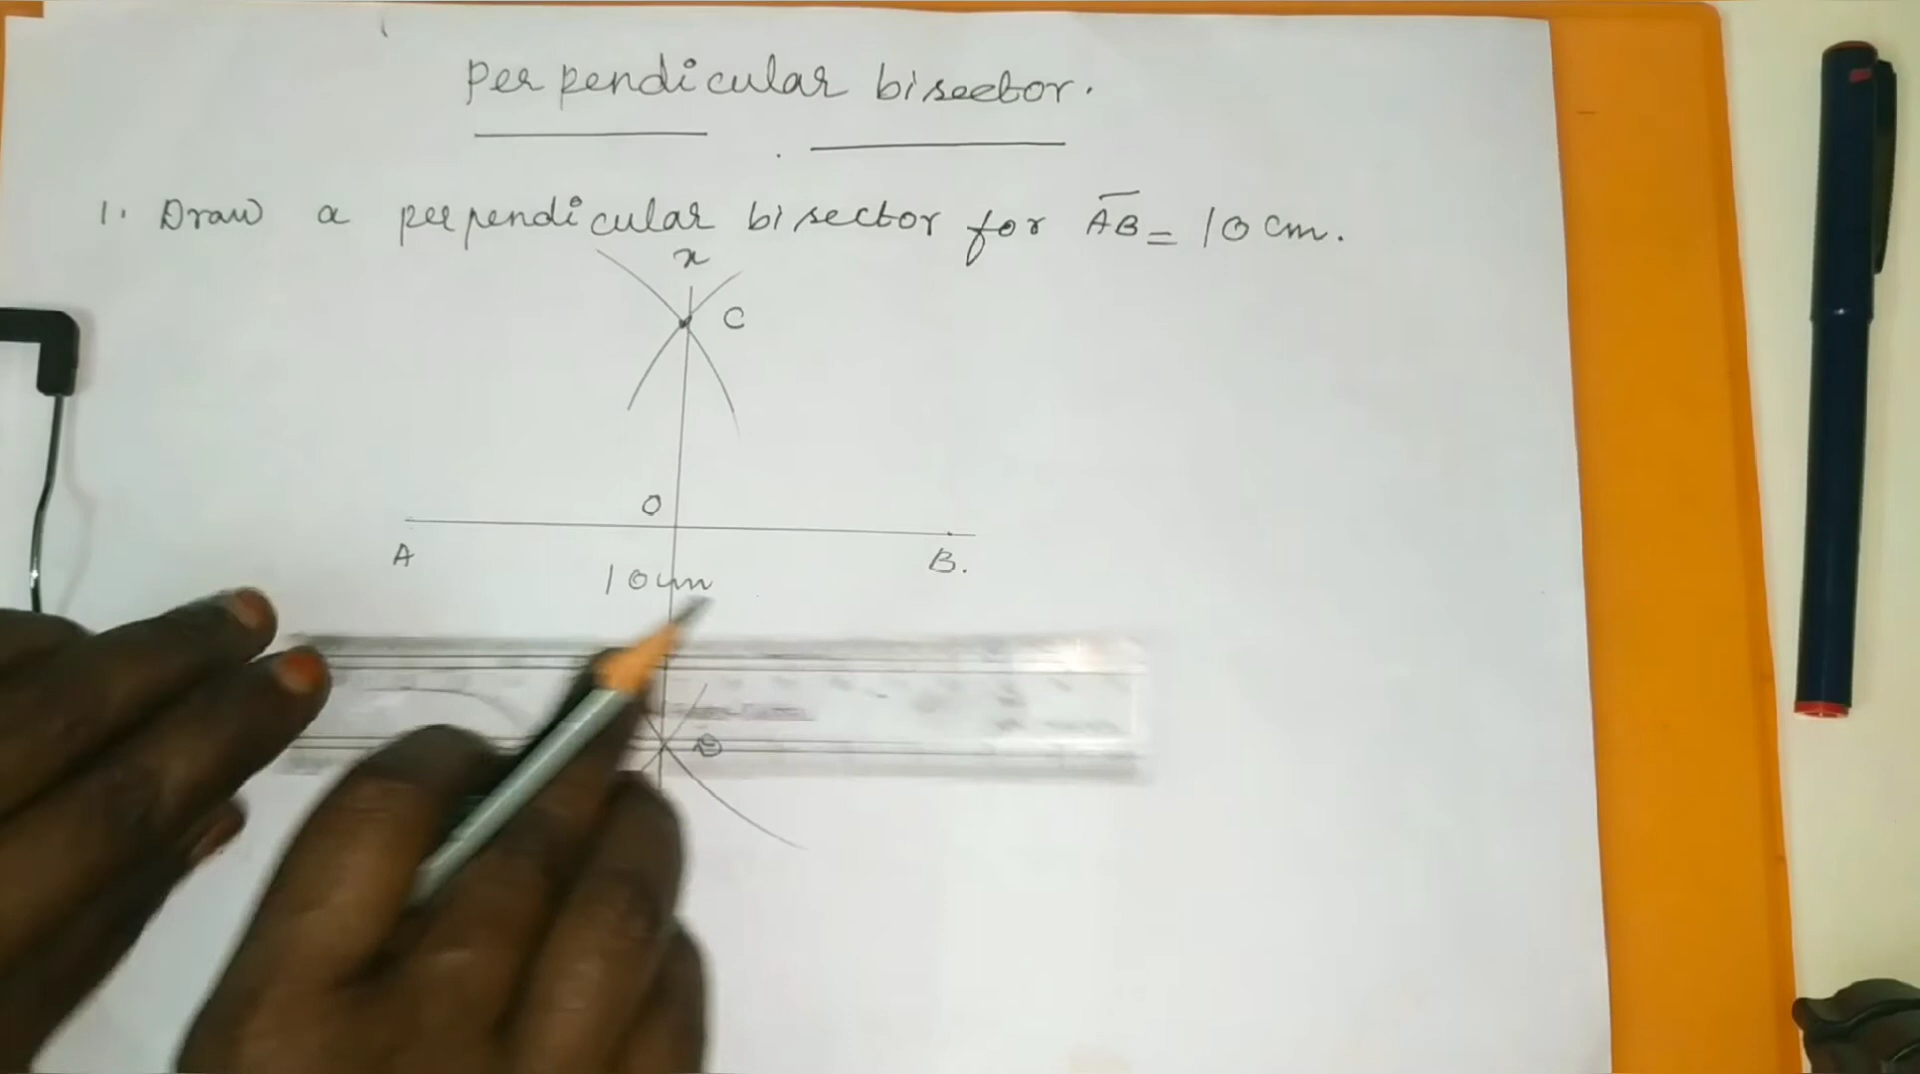 Perpendicular bisector.
1. Draw a perpendicular bisector for AB = 10 cm.
x
C
O
A
B.
10cm
D